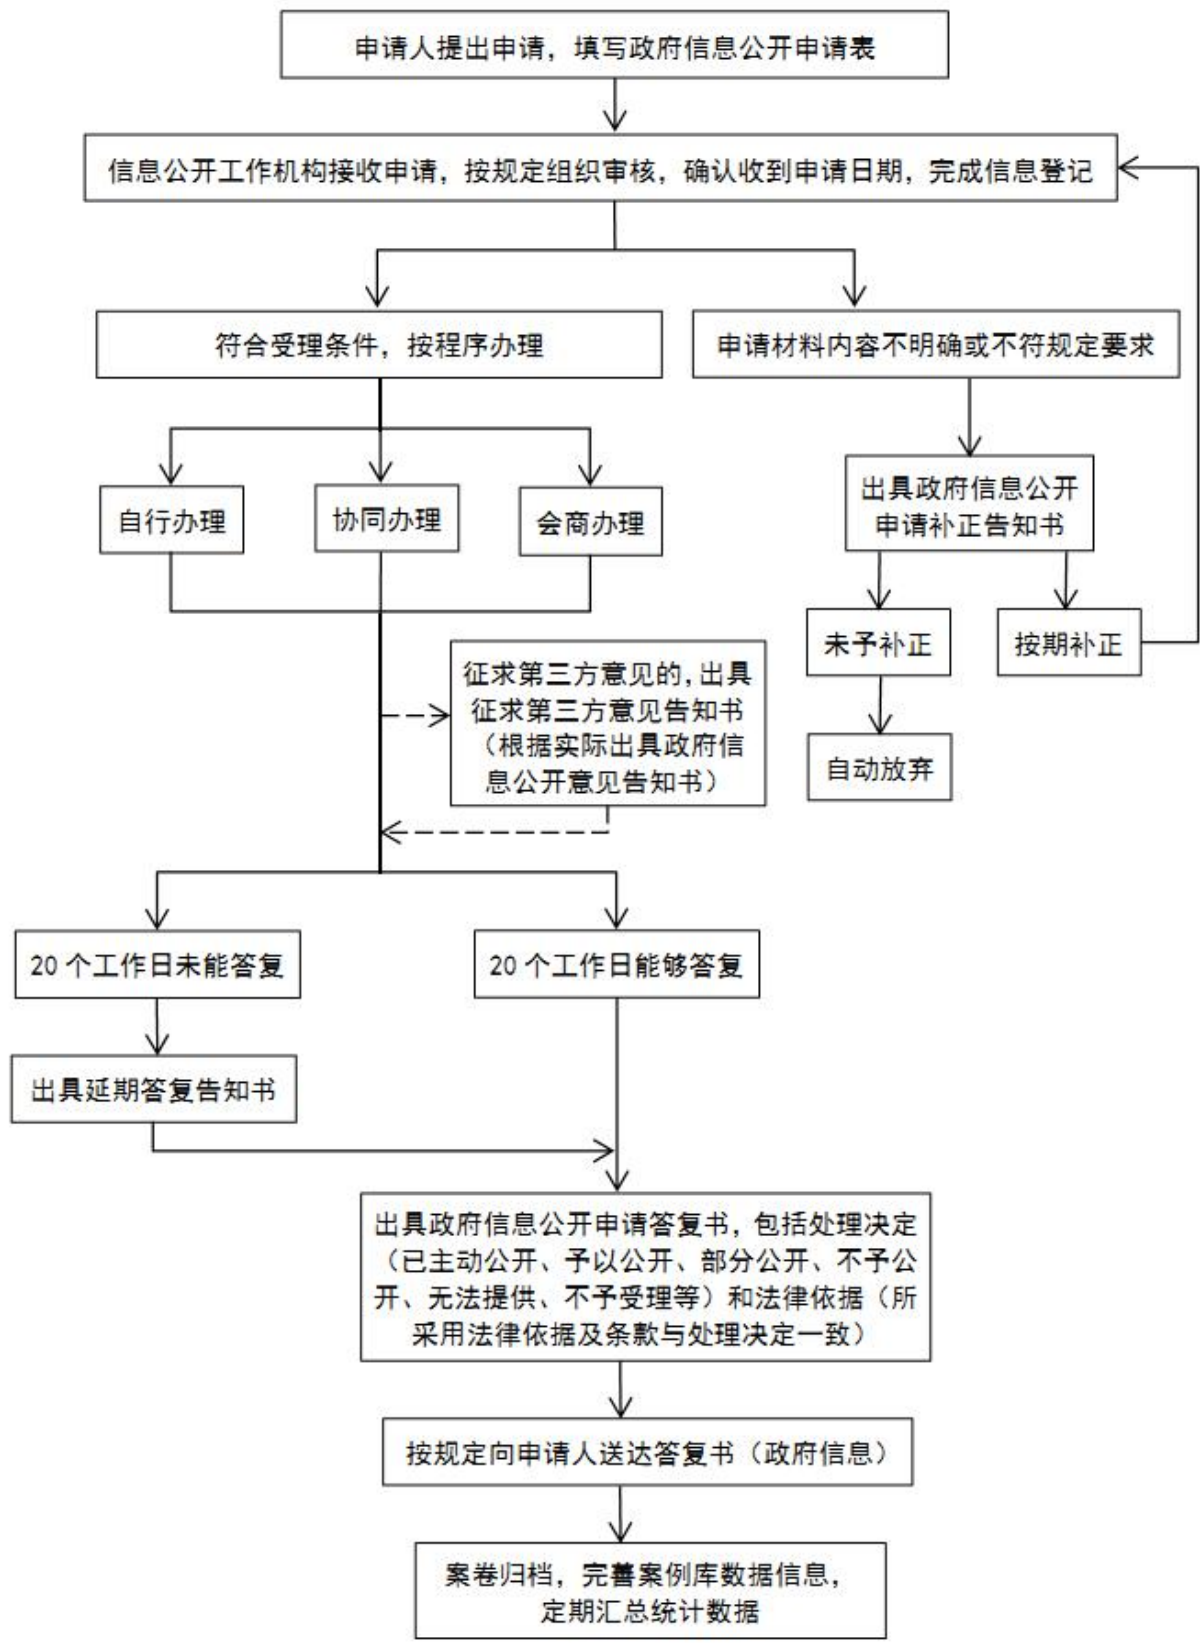 申请人提出申请，填写政府信息公开申请表
信息公开工作机构接收申请，按规定组织审核，确认收到申请日期，完成信息登记
符合受理条件，按程序办理
申请材料内容不明确或不符规定要求
出具政府信息公开
申请补正告知书
自行办理
协同办理
会商办理
未予补正
按期补正
征求第三方意见的，出具
征求第三方意见告知书
（根据实际出具政府信
息公开意见告知书）
自动放弃
20 个工作日未能答复
20 个工作日能够答复
出具延期答复告知书
出具政府信息公开申请答复书，包括处理决定
（已主动公开、予以公开、部分公开、不予公
开、无法提供、不予受理等）和法律依据（所
采用法律依据及条款与处理决定一致）
按规定向申请人送达答复书（政府信息）
案卷归档，完善案例库数据信息，
定期汇总统计数据